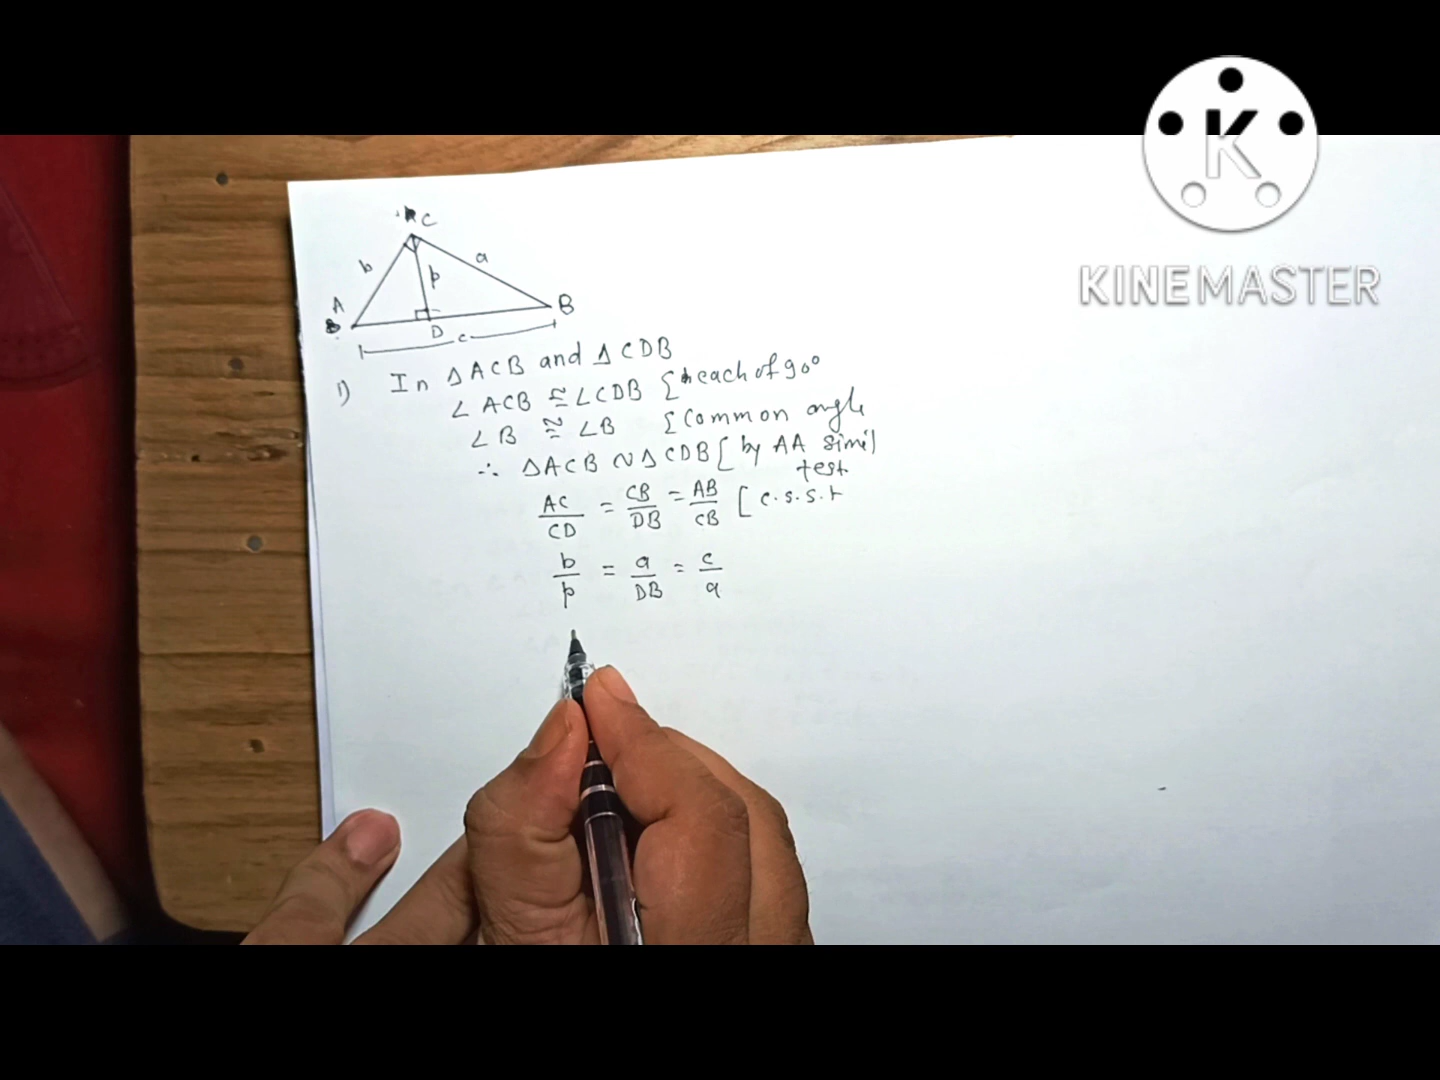 K
KINEMASTER
C
b
a
p
A
B
D
c
1) In △ACB and △CDB
∠ACB ≅ ∠CDB [each of 90°
∠B ≅ ∠B [common angle
∴ △ACB ~ △CDB [by AA simil
test
AC/CD = CB/DB = AB/CB [c.s.s.t
b/p = a/DB = c/a